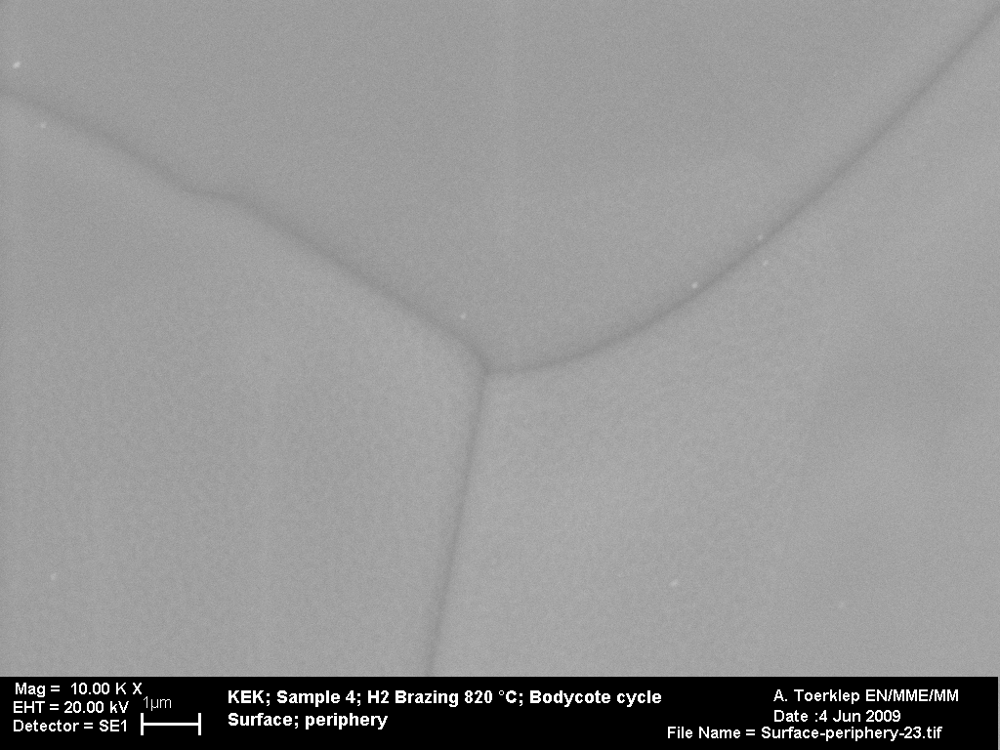 Mag = 10.00 K X
EHT = 20.00 kV
Detector = SE1
1µm
KEK; Sample 4; H2 Brazing 820 °C; Bodycote cycle
Surface; periphery
A. Toerklep EN/MME/MM
Date :4 Jun 2009
File Name = Surface-periphery-23.tif